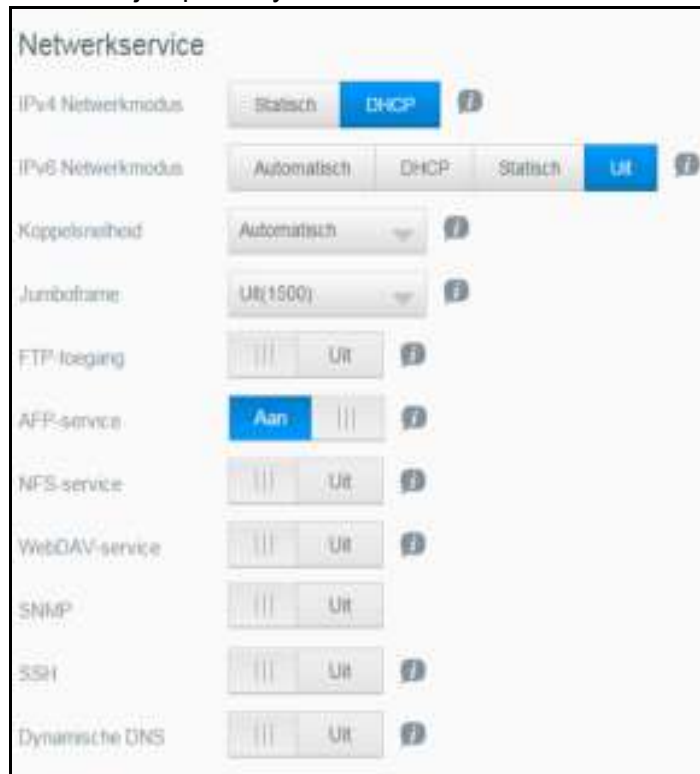 Netwerkservice
IPv4 Netwerkmodus Statisch DHCP
IPv6 Netwerkmodus Automatisch DHCP Statisch Uit
Koppelsnelheid Automatisch
Jumboframe Uit(1500)
FTP-toegang Uit
AFP-service Aan
NFS-service Uit
WebDAV-service Uit
SNMP Uit
SSH Uit
Dynamische DNS Uit